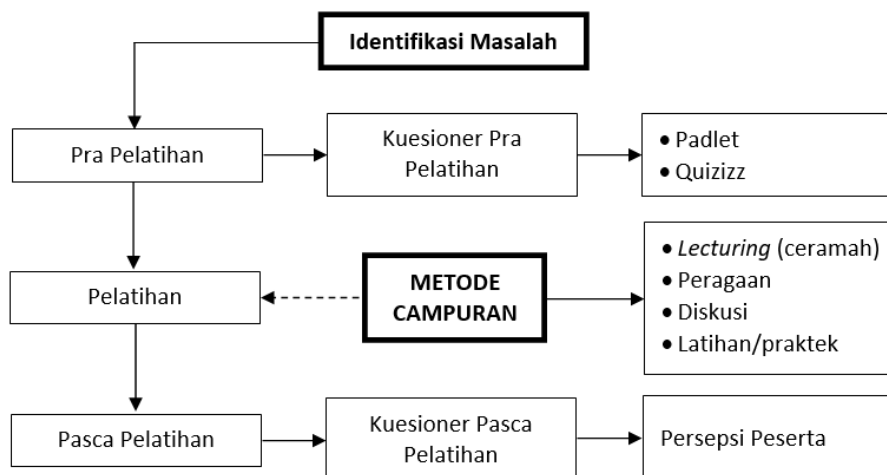 Identifikasi Masalah
Pra Pelatihan
Kuesioner Pra
Pelatihan
• Padlet
• Quizizz
Pelatihan
METODE
CAMPURAN
• Lecturing (ceramah)
• Peragaan
• Diskusi
• Latihan/praktek
Pasca Pelatihan
Kuesioner Pasca
Pelatihan
Persepsi Peserta